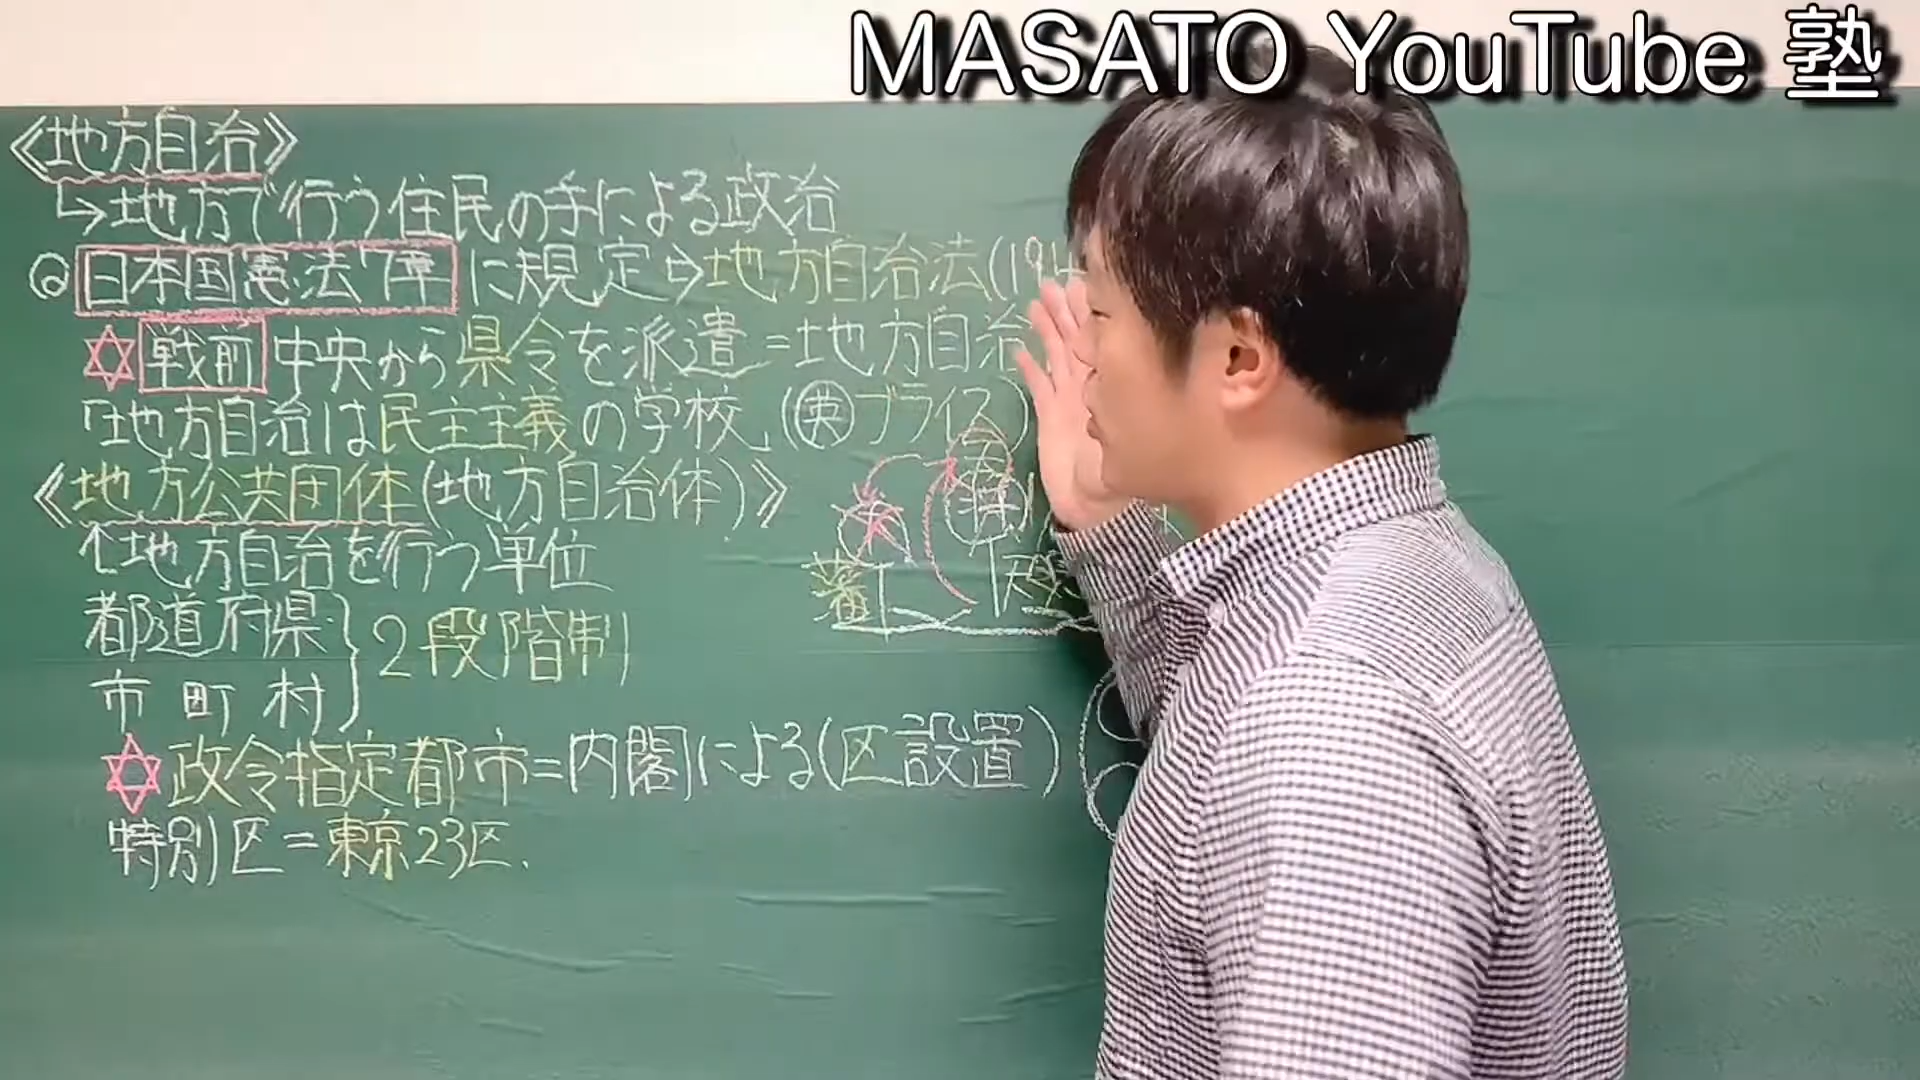 MASATO YouTube 塾
《地方自治》
↳地方で行う住民の手による政治
◎日本国憲法7章に規定⇨地方自治法(194
✡戦前 中央から県令を派遣=地方自治
「地方自治は民主主義の学校」(英ブライス)
《地方公共団体(地方自治体)》
地方自治を行う単位
藩
都道府県
市町村
2段階制
✡政令指定都市=内閣による(区設置)
特別区=東京23区.